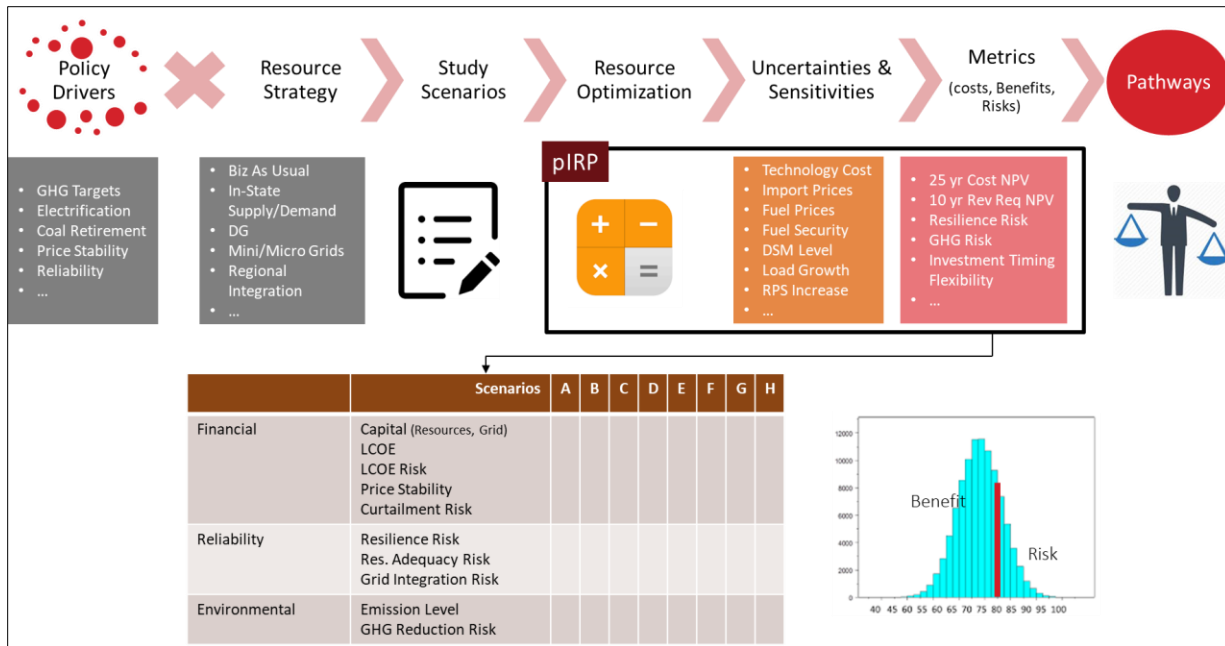 Policy
Drivers
Resource
Strategy
Study
Scenarios
Resource
Optimization
Uncertainties &
Sensitivities
Metrics
(costs, Benefits,
Risks)
Pathways
• GHG Targets
• Electrification
• Coal Retirement
• Price Stability
• Reliability
• ...
• Biz As Usual
• In-State
Supply/Demand
• DG
• Mini/Micro Grids
• Regional
Integration
• ...
pIRP
+ −
× =
• Technology Cost
• Import Prices
• Fuel Prices
• Fuel Security
• DSM Level
• Load Growth
• RPS Increase
• ...
• 25 yr Cost NPV
• 10 yr Rev Req NPV
• Resilience Risk
• GHG Risk
• Investment Timing
Flexibility
• ...
Scenarios A B C D E F G H
Financial Capital (Resources, Grid)
LCOE
LCOE Risk
Price Stability
Curtailment Risk
Reliability Resilience Risk
Res. Adequacy Risk
Grid Integration Risk
Environmental Emission Level
GHG Reduction Risk
12000
10000
8000
6000
4000
2000
0
Benefit
Risk
40 45 50 55 60 65 70 75 80 85 90 95 100